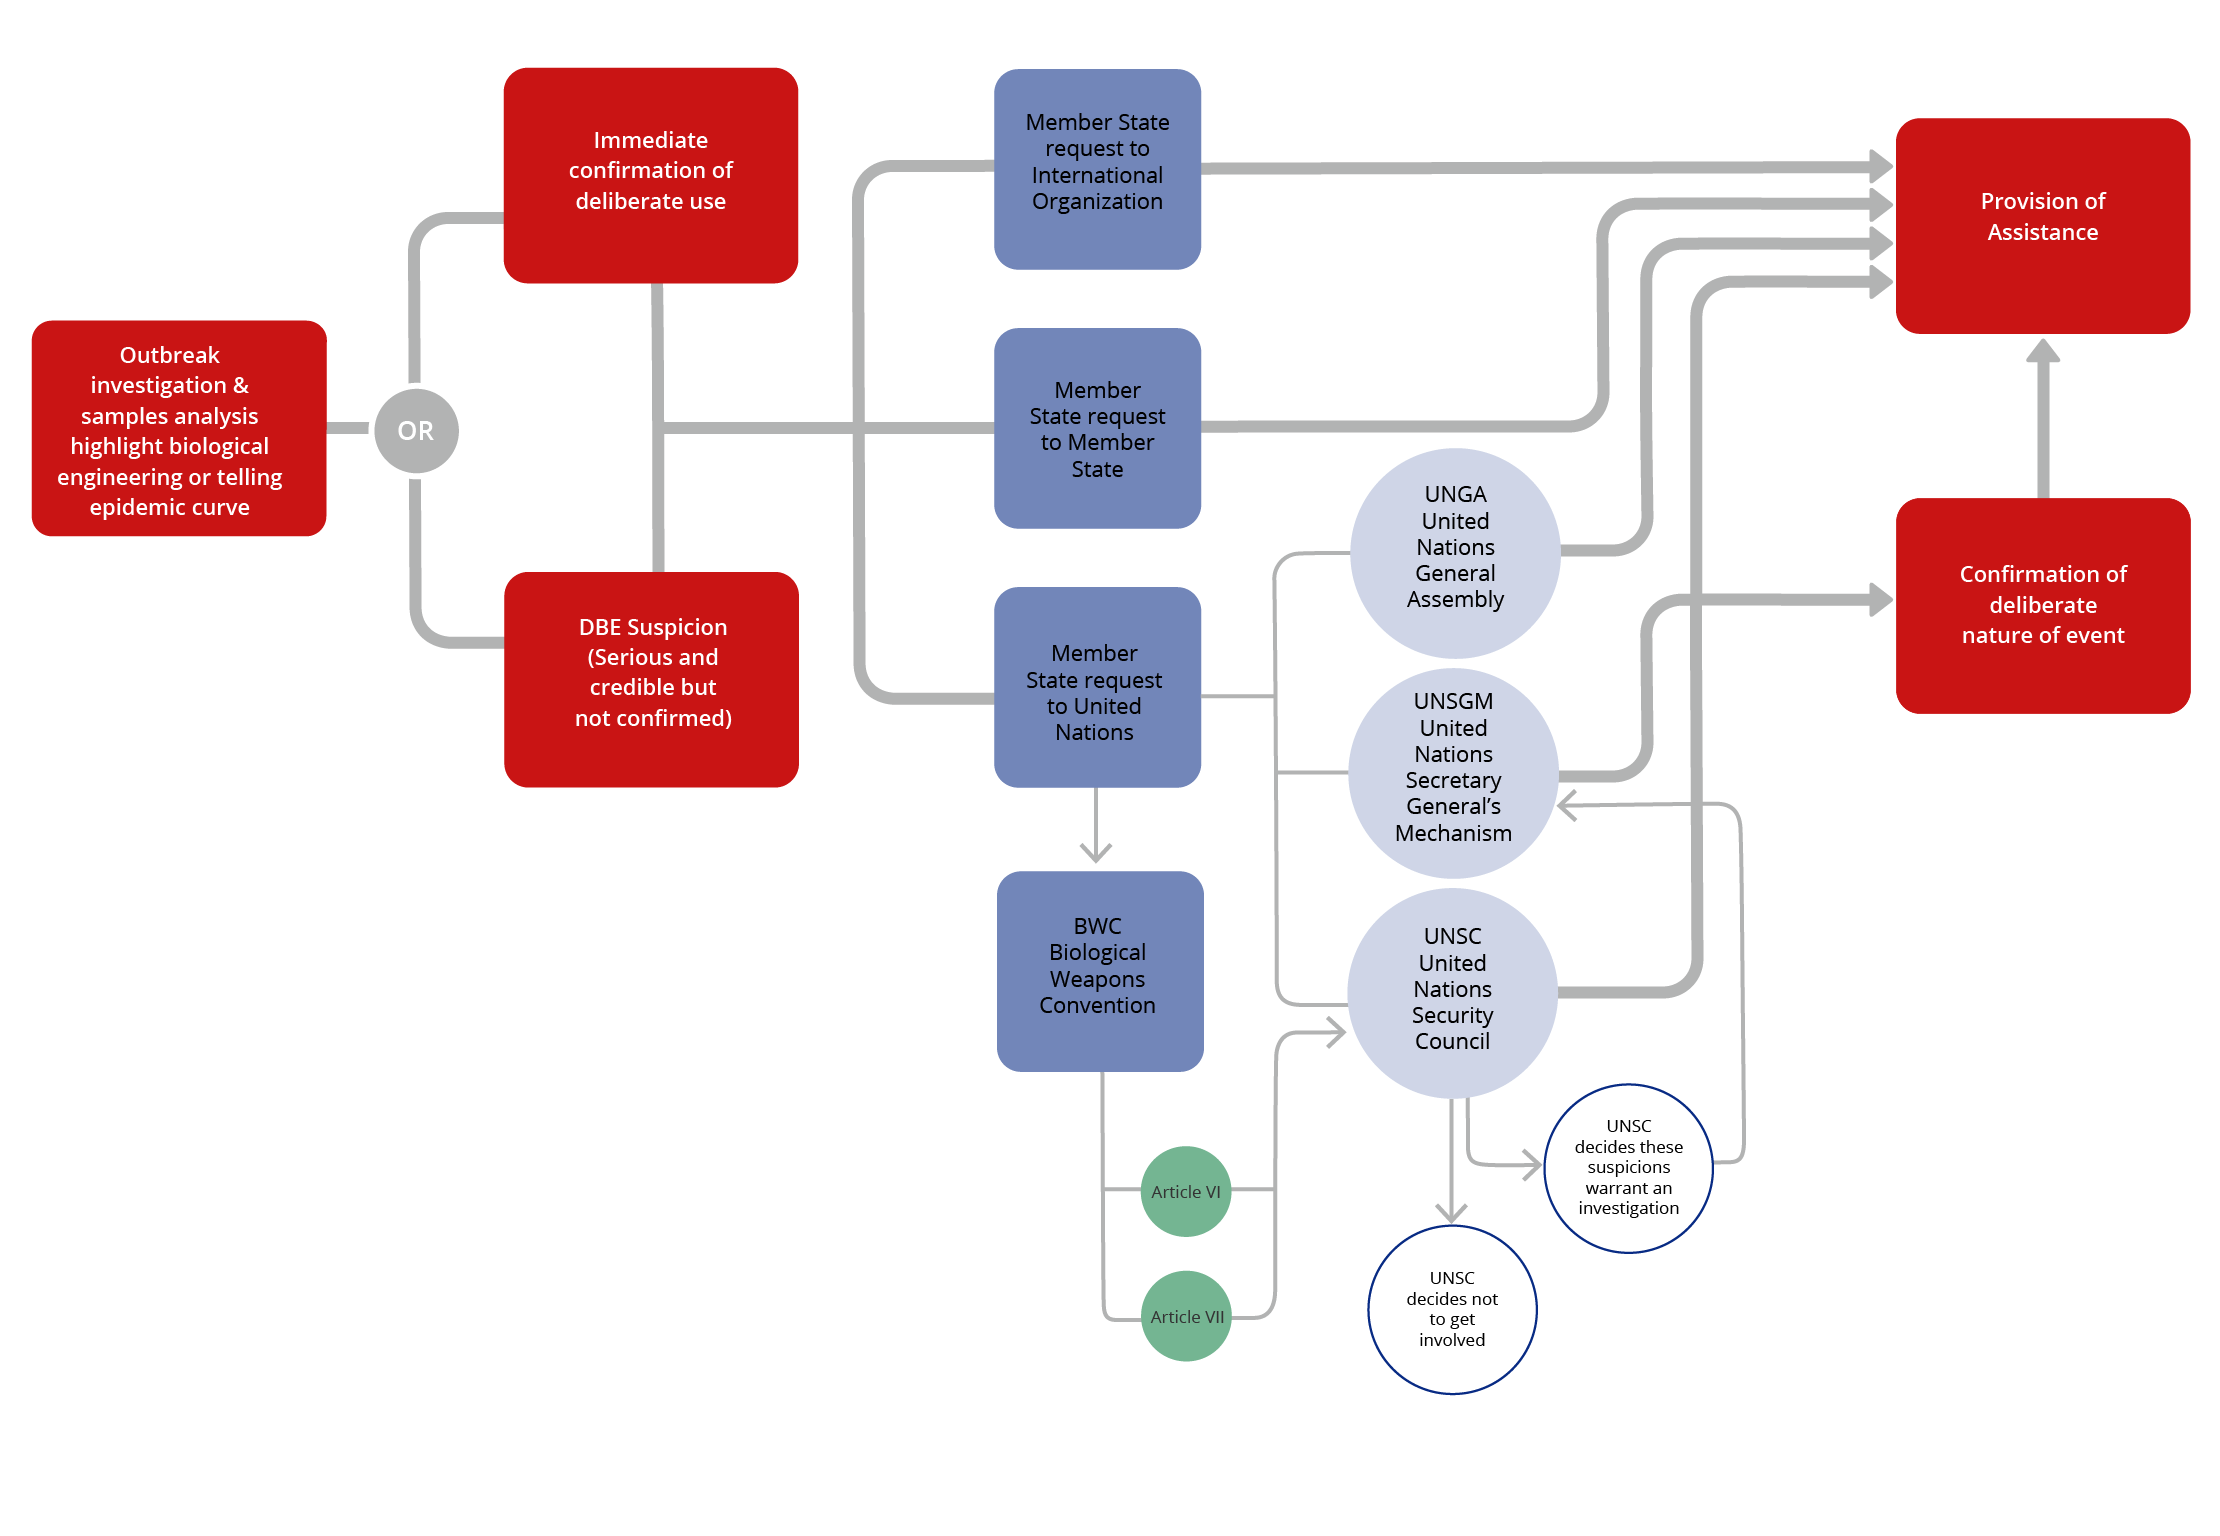 Outbreak
investigation &
samples analysis
highlight biological
engineering or telling
epidemic curve
OR
Immediate
confirmation of
deliberate use
DBE Suspicion
(Serious and
credible but
not confirmed)
Member State
request to
International
Organization
Member
State request
to Member
State
Member
State request
to United
Nations
BWC
Biological
Weapons
Convention
Article VI
Article VII
UNGA
United
Nations
General
Assembly
UNSGM
United
Nations
Secretary
General’s
Mechanism
UNSC
United
Nations
Security
Council
UNSC
decides these
suspicions
warrant an
investigation
UNSC
decides not
to get
involved
Provision of
Assistance
Confirmation of
deliberate
nature of event